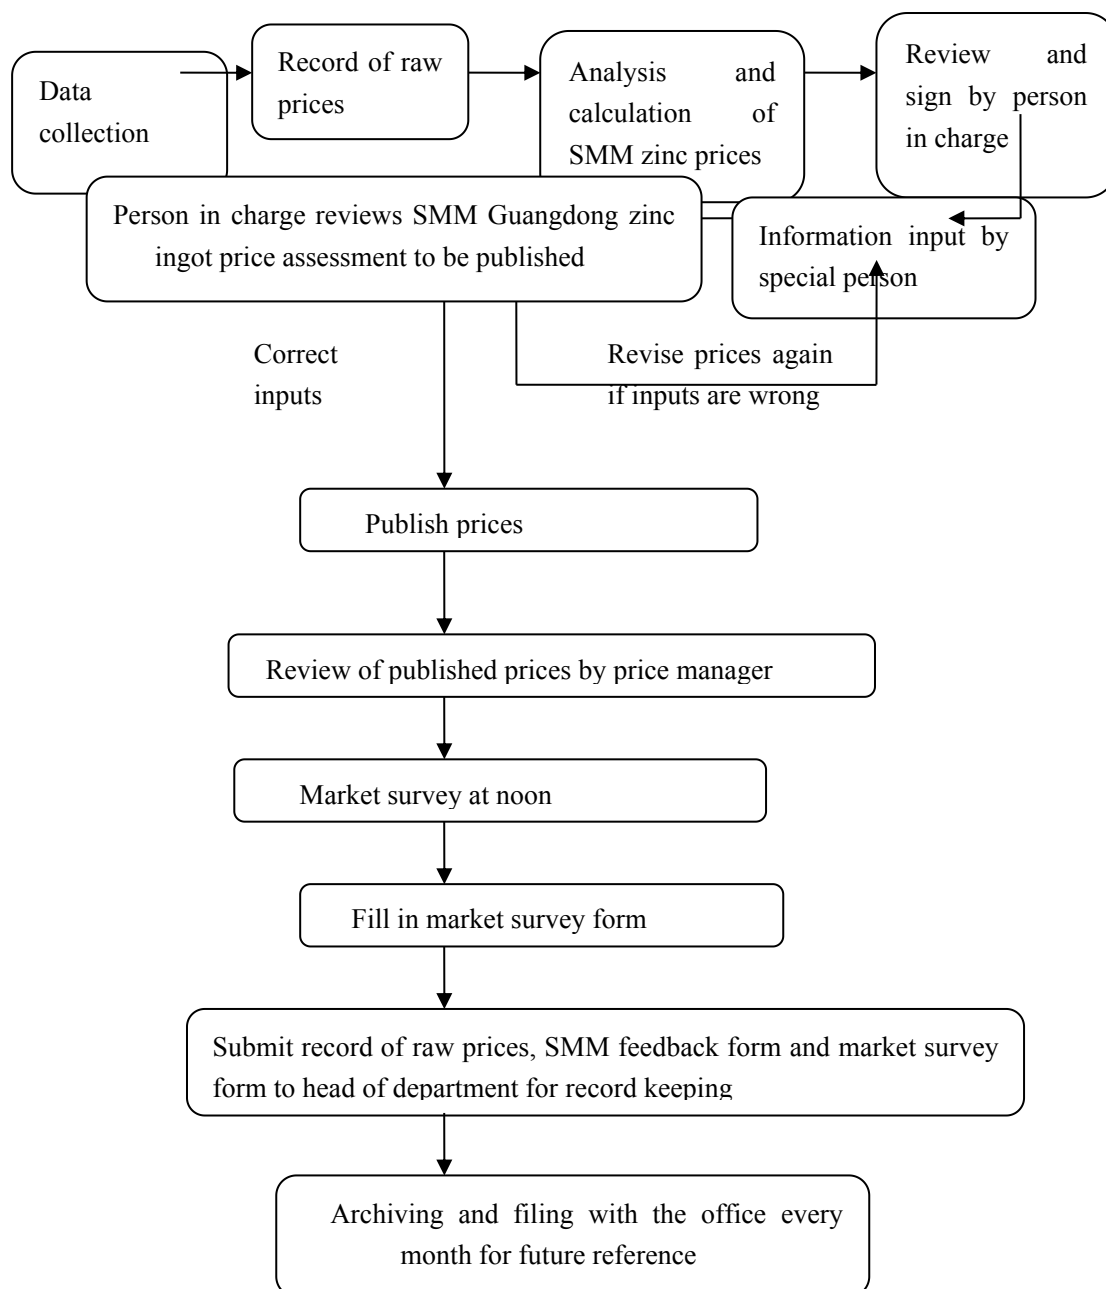 Data
collection
Record of raw
prices
Analysis and
calculation of
SMM zinc prices
Review and
sign by person
in charge
Person in charge reviews SMM Guangdong zinc
ingot price assessment to be published
Information input by
special person
Correct
inputs
Revise prices again
if inputs are wrong
Publish prices
Review of published prices by price manager
Market survey at noon
Fill in market survey form
Submit record of raw prices, SMM feedback form and market survey
form to head of department for record keeping
Archiving and filing with the office every
month for future reference